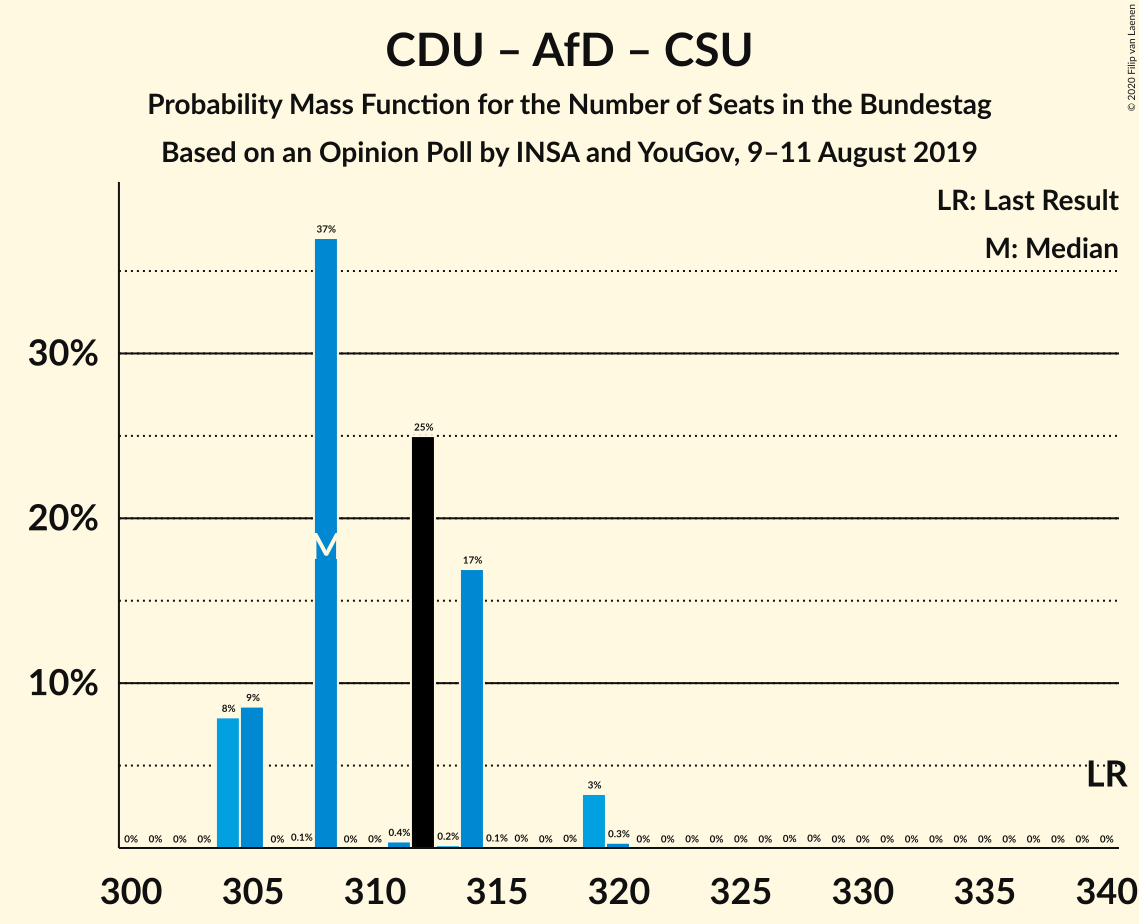 CDU – AfD – CSU
Probability Mass Function for the Number of Seats in the Bundestag
Based on an Opinion Poll by INSA and YouGov, 9–11 August 2019
© 2020 Filip van Laenen
LR: Last Result
M: Median
37%
30%
25%
20%
M
17%
10%
9%
8%
LR
3%
0% 0% 0% 0% 0% 0.1% 0% 0% 0.4% 0.2% 0.1% 0% 0% 0% 0.3% 0% 0% 0% 0% 0% 0% 0% 0% 0% 0% 0% 0% 0% 0% 0% 0% 0% 0% 0% 0%
300 305 310 315 320 325 330 335 340